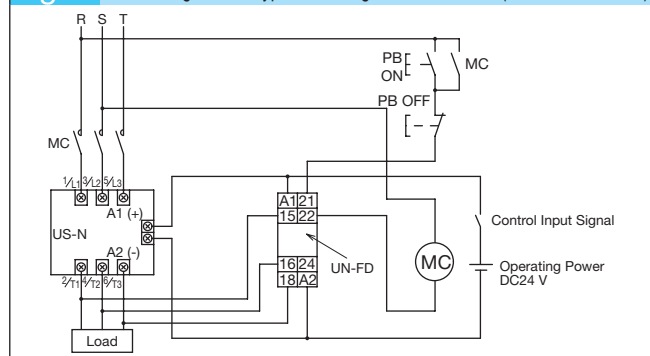 R S T
PB
ON
MC
PB OFF
MC
1/L1 3/L2 5/L3
A1 (+)
US-N
A2 (-)
2/T1 4/T2 6/T3
Load
A1 21
15 22
16 24
18 A2
UN-FD
MC
Control Input Signal
Operating Power
DC24 V